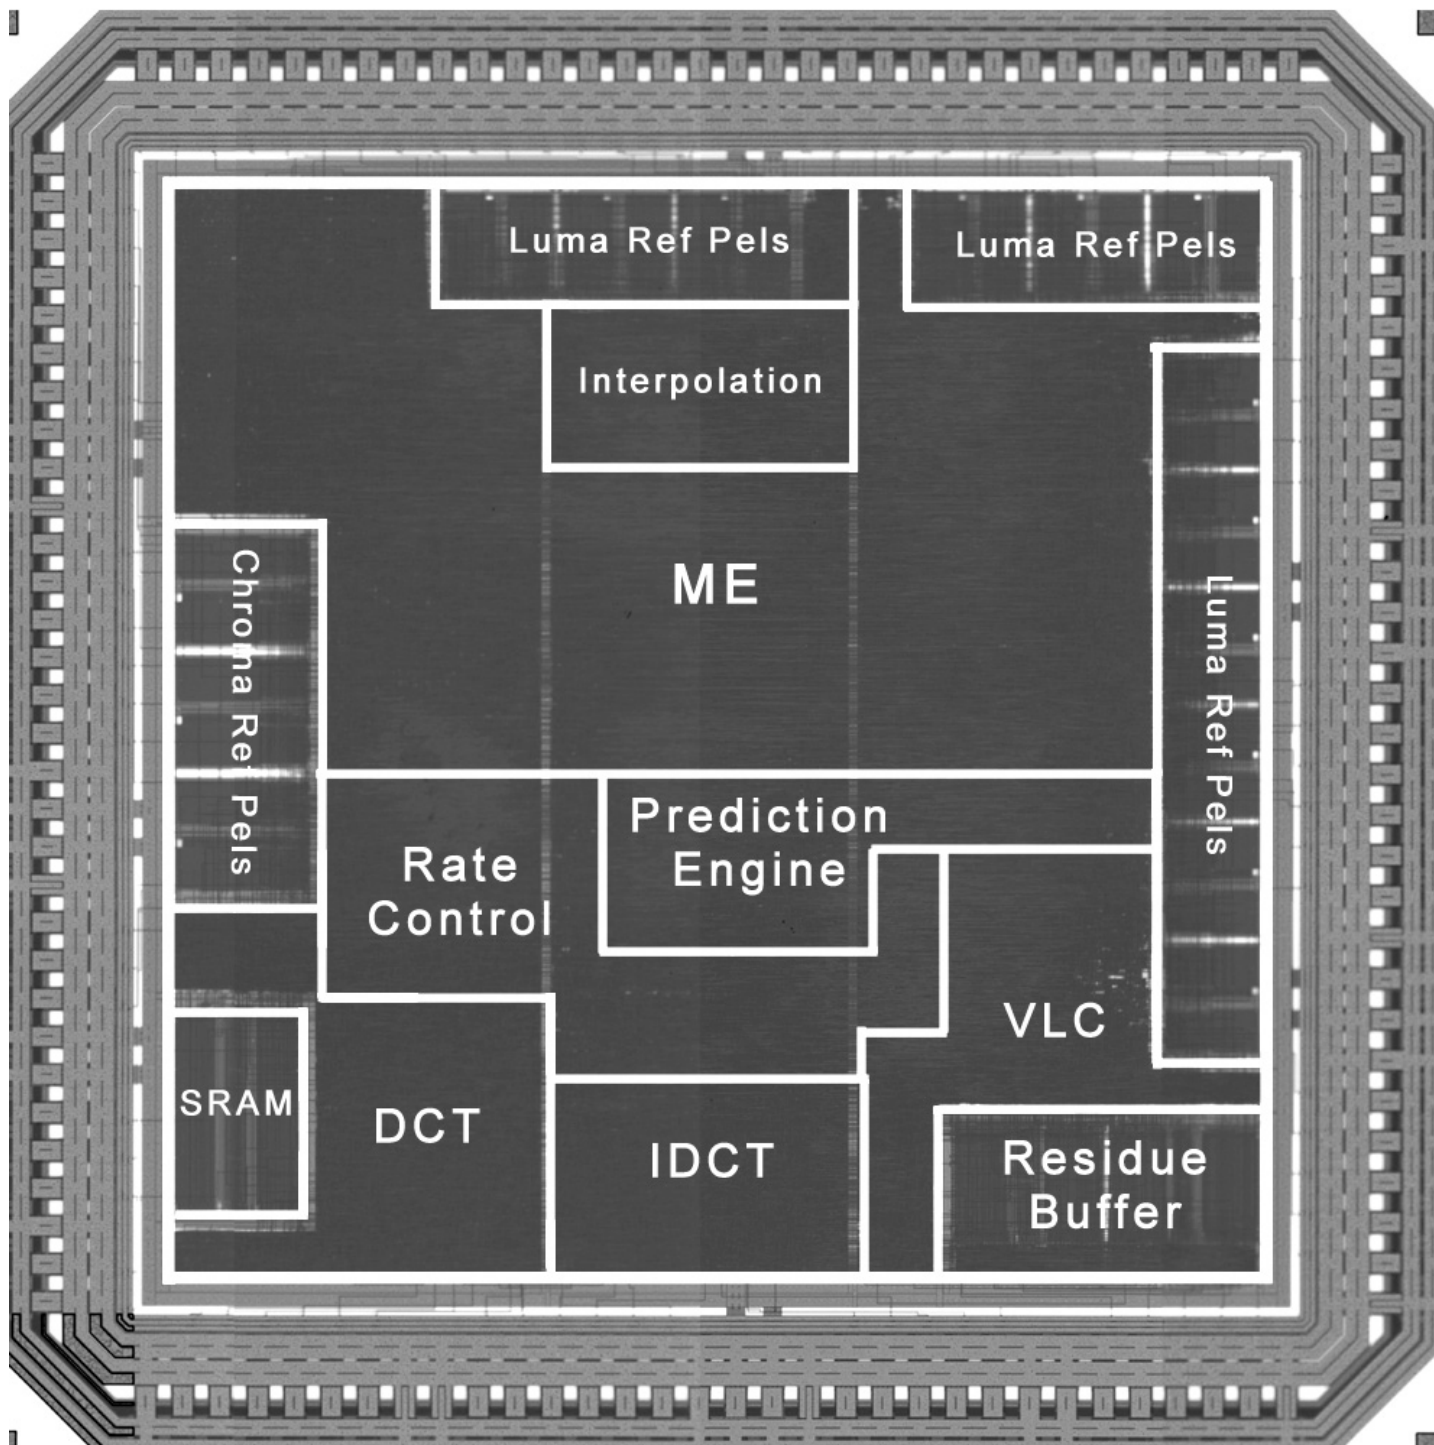 Luma Ref Pels
Luma Ref Pels
Interpolation
ME
Chroma Ref Pels
Luma Ref Pels
Prediction
Engine
Rate
Control
VLC
SRAM
DCT
IDCT
Residue
Buffer